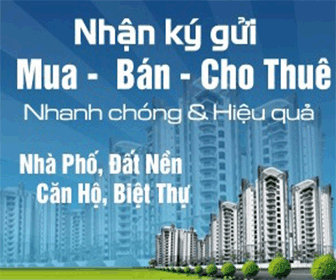 Nhận ký gửi
Mua - Bán - Cho Thuê
Nhanh chóng & Hiệu quả
Nhà Phố, Đất Nền
Căn Hộ, Biệt Thự